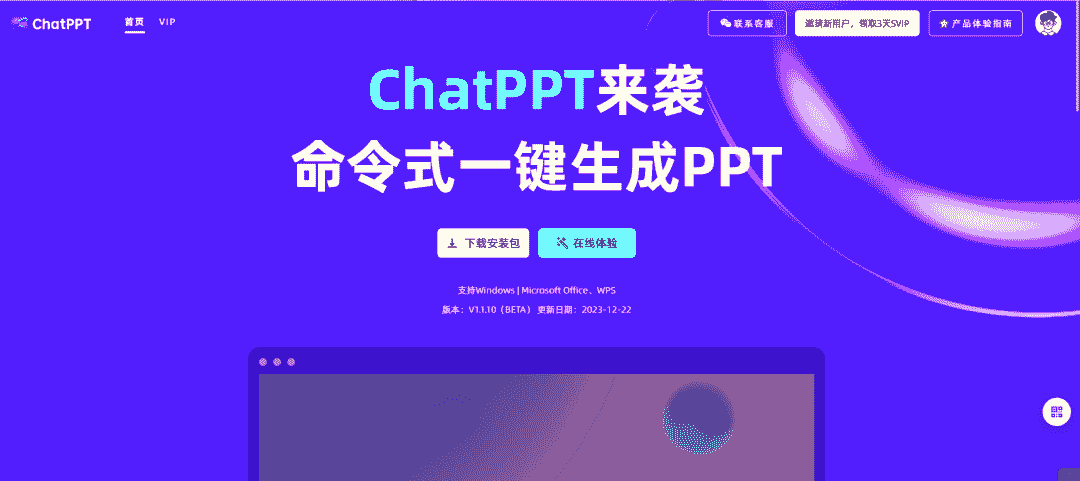 ChatPPT 首页 VIP 联系客服 邀请新用户，领取3天SVIP 产品体验指南
ChatPPT来袭
命令式一键生成PPT
下载安装包 在线体验
支持Windows | Microsoft Office、WPS
版本：V1.1.10（BETA） 更新日期：2023-12-22